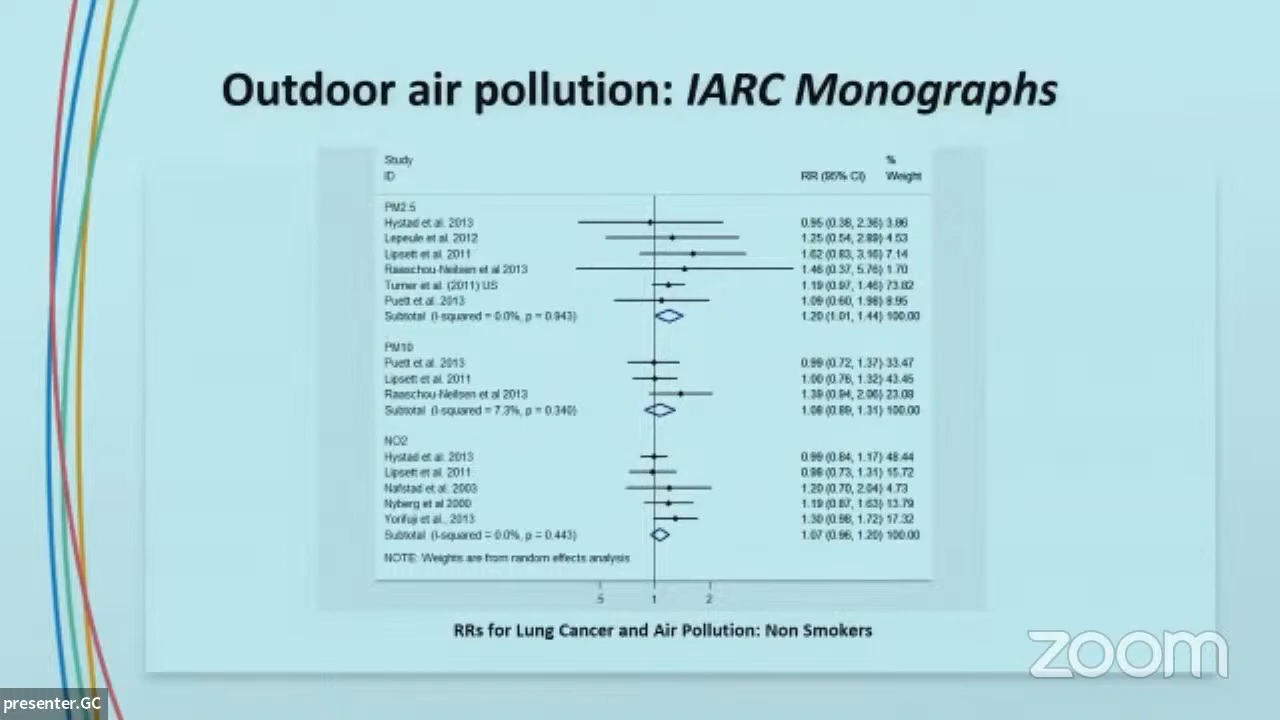 Outdoor air pollution: IARC Monographs
Study %
ID RR (95% CI) Weight
PM2.5
Hystad et al. 2013 0.95 (0.38, 2.36) 3.86
Lepeule et al. 2012 1.25 (0.54, 2.89) 4.53
Lipsett et al. 2011 1.62 (0.83, 3.16) 7.14
Raaschou-Neilsen et al 2013 1.46 (0.37, 5.76) 1.70
Turner et al. (2011) US 1.19 (0.97, 1.46) 73.82
Puett et al. 2013 1.09 (0.60, 1.98) 8.95
Subtotal (I-squared = 0.0%, p = 0.943) 1.20 (1.01, 1.44) 100.00
PM10
Puett et al. 2013 0.99 (0.72, 1.37) 33.47
Lipsett et al. 2011 1.00 (0.76, 1.32) 43.45
Raaschou-Neilsen et al 2013 1.39 (0.94, 2.06) 23.08
Subtotal (I-squared = 7.3%, p = 0.340) 1.08 (0.89, 1.31) 100.00
NO2
Hystad et al. 2013 0.99 (0.84, 1.17) 48.44
Lipsett et al. 2011 0.98 (0.73, 1.31) 15.72
Nafstad et al. 2003 1.20 (0.70, 2.04) 4.73
Nyberg et al 2000 1.19 (0.87, 1.63) 13.79
Yorifuji et al., 2013 1.30 (0.98, 1.72) 17.32
Subtotal (I-squared = 0.0%, p = 0.443) 1.07 (0.96, 1.20) 100.00
NOTE: Weights are from random effects analysis
.5 1 2
RRs for Lung Cancer and Air Pollution: Non Smokers
zoom
presenter.GC